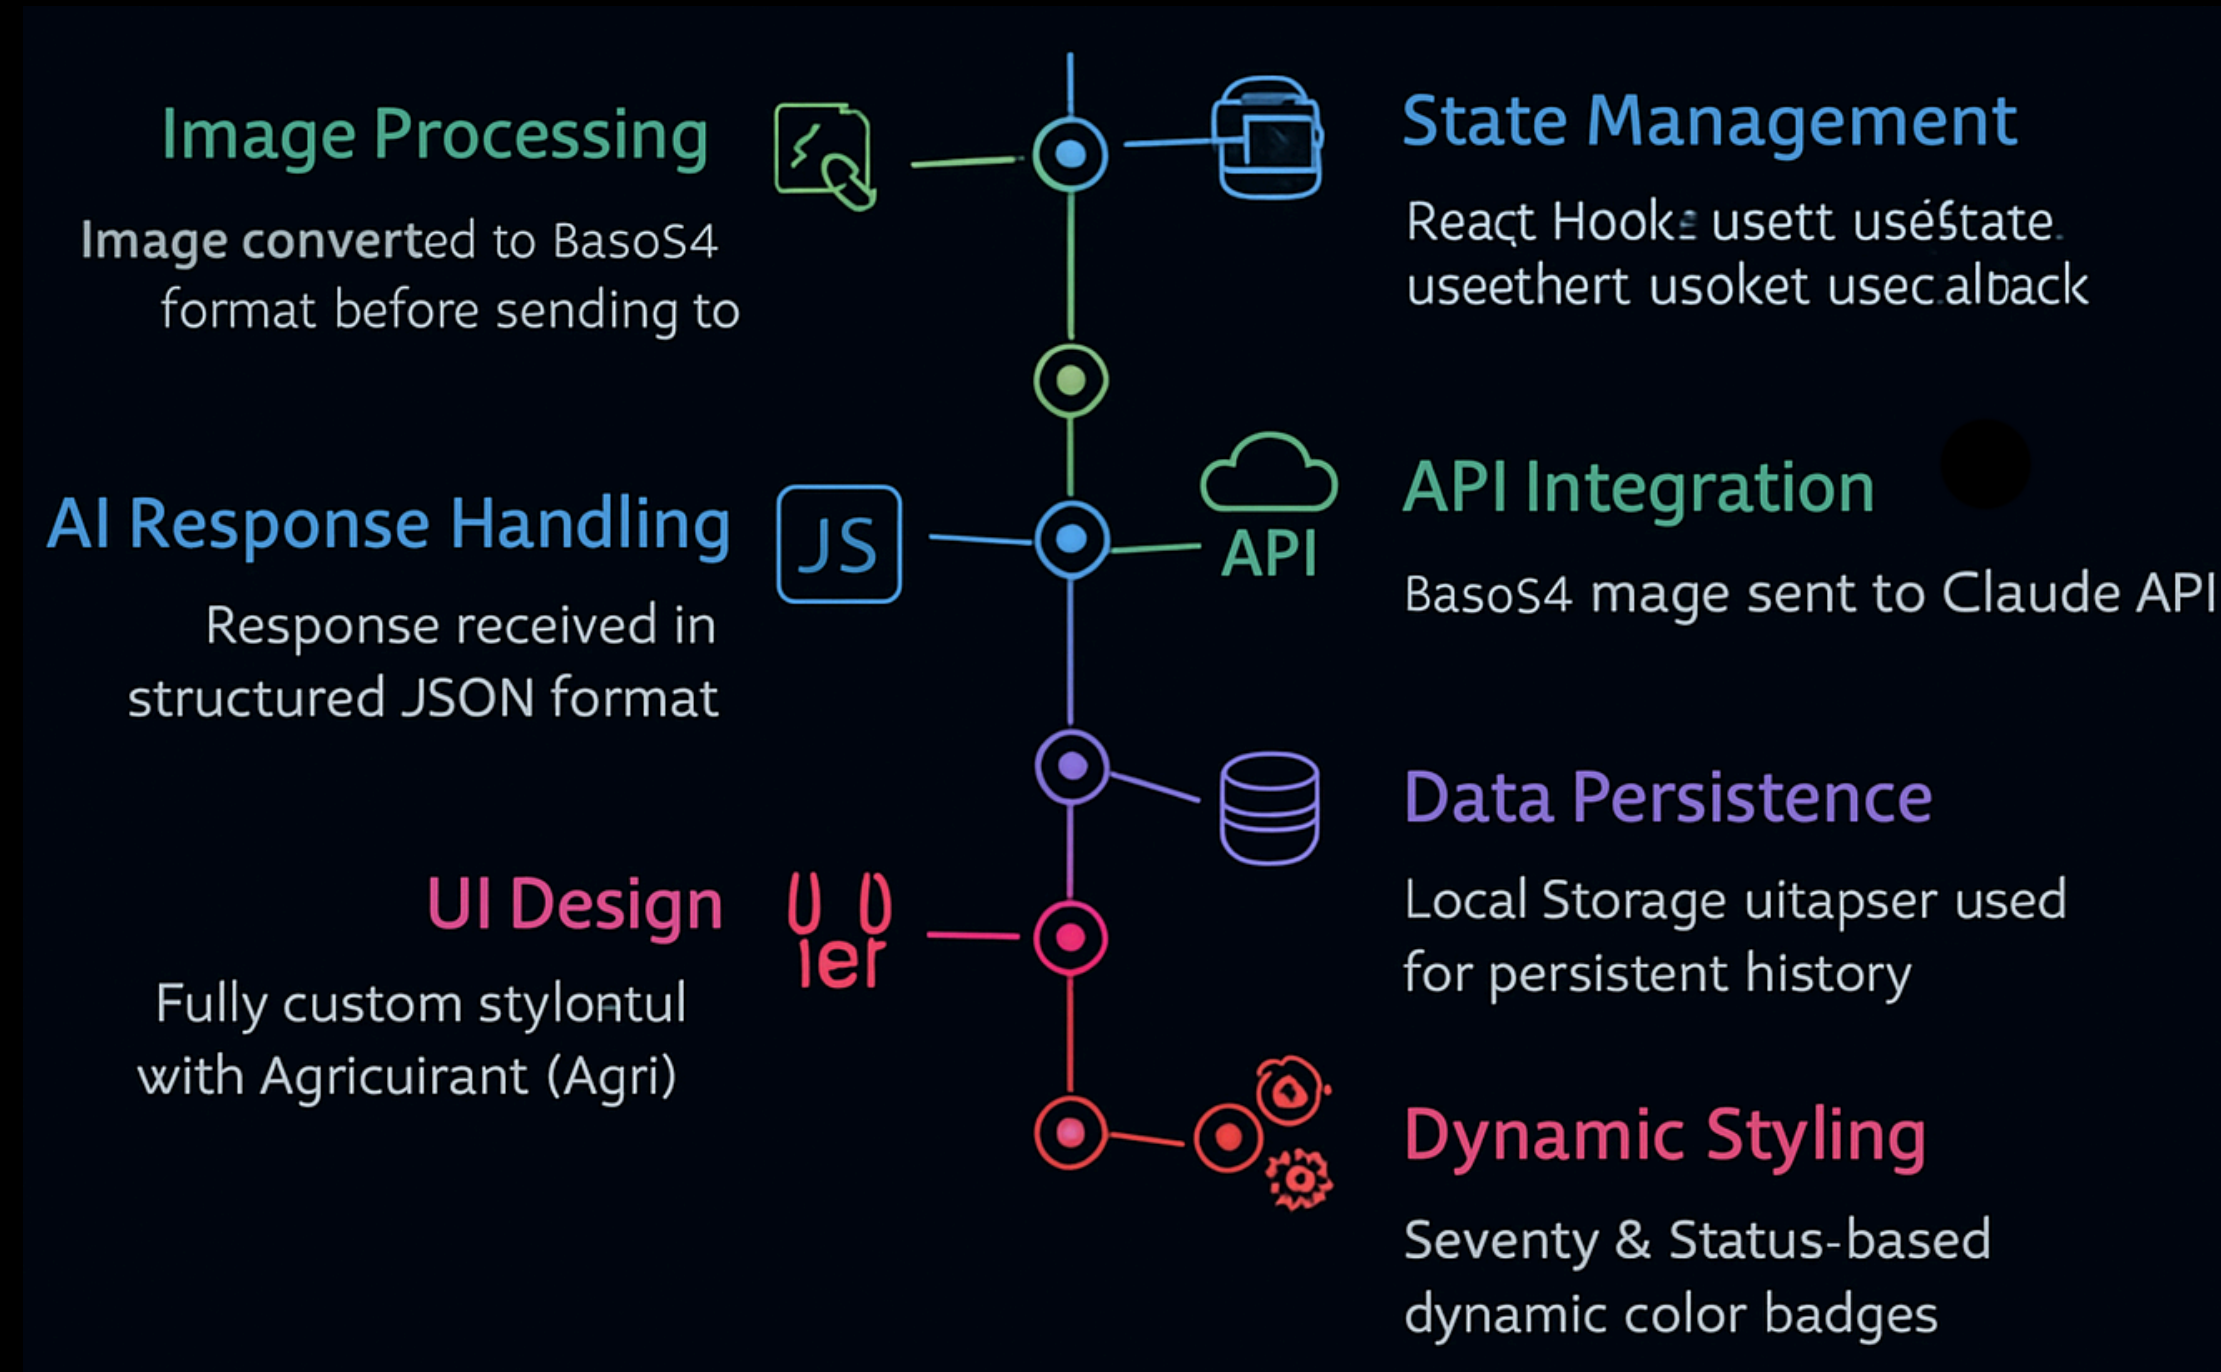 Image Processing
Image converted to BasoS4
format before sending to
State Management
React Hook usett useState.
useethert usoket usec.alback
AI Response Handling
JS
Response received in
structured JSON format
API
API Integration
BasoS4 mage sent to Claude API
Data Persistence
Local Storage uitapser used
for persistent history
UI Design
Fully custom stylontul
with Agricuirant (Agri)
Dynamic Styling
Seventy & Status-based
dynamic color badges